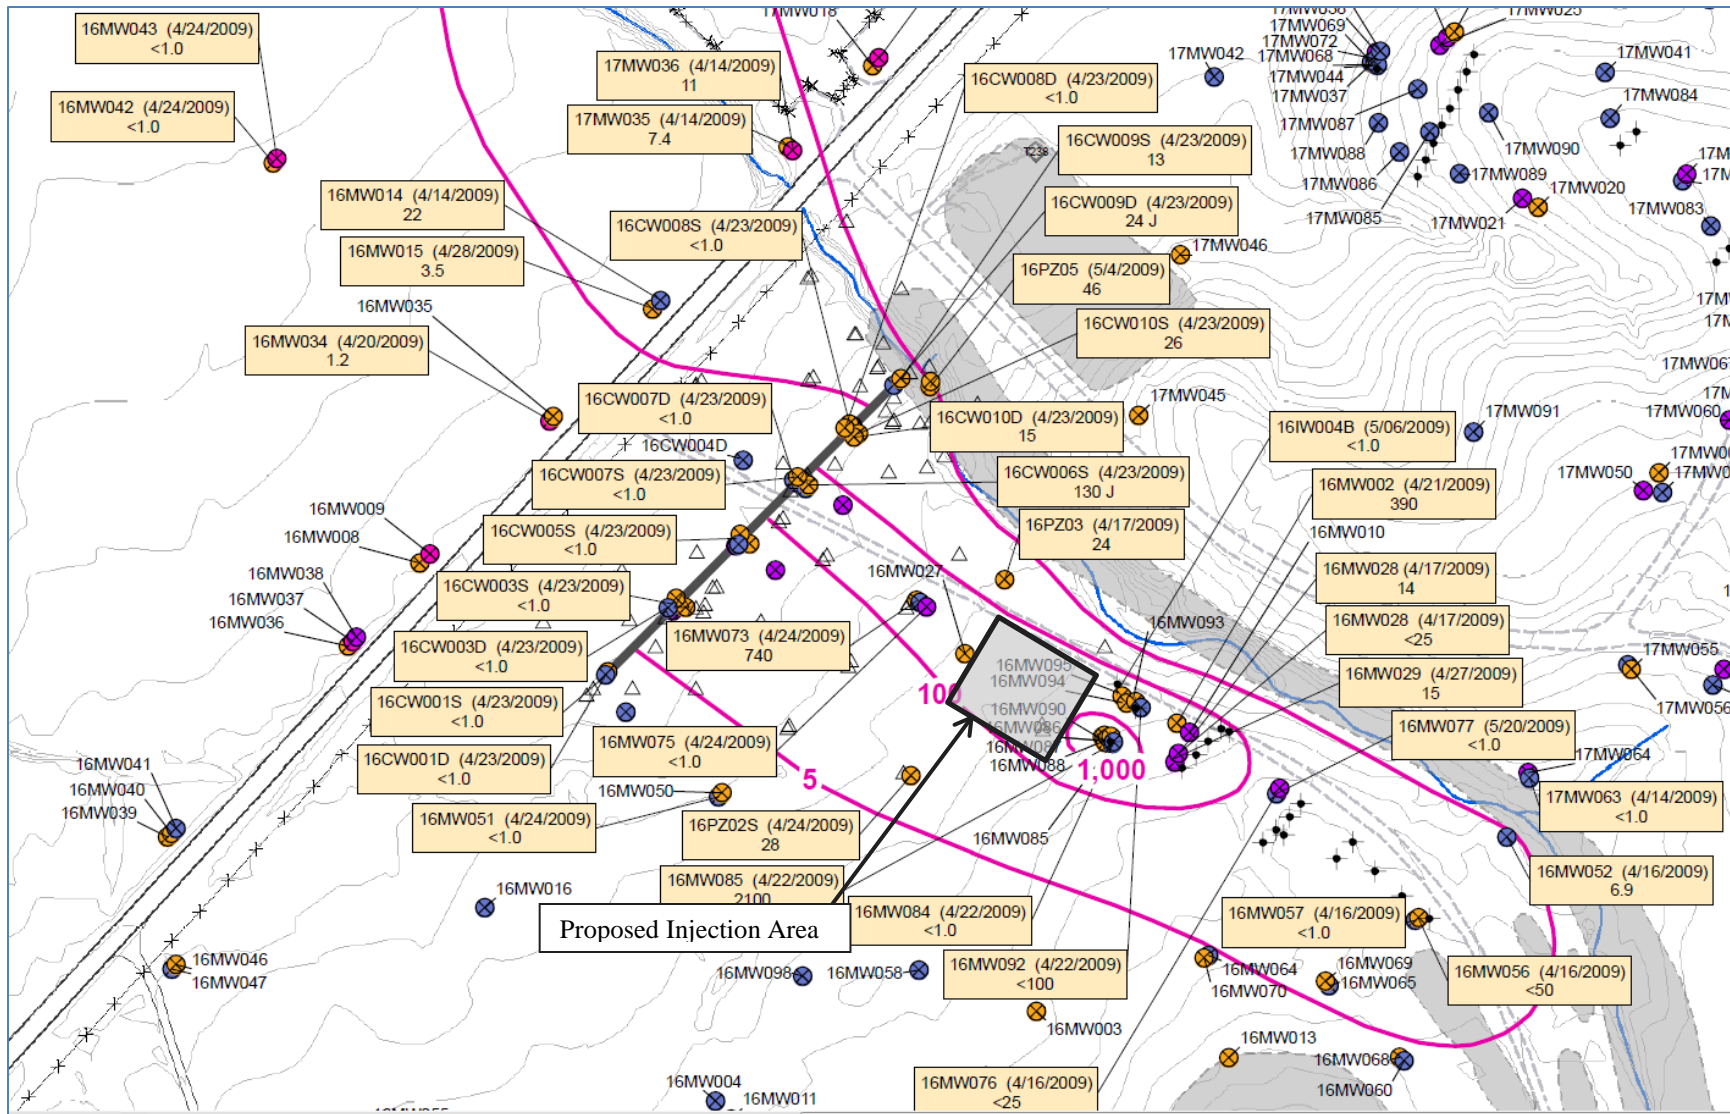 16MW043 (4/24/2009)
<1.0
16MW042 (4/24/2009)
<1.0
17MW018
17MW036 (4/14/2009)
11
17MW035 (4/14/2009)
7.4
16CW008D (4/23/2009)
<1.0
16CW009S (4/23/2009)
13
16CW009D (4/23/2009)
24 J
16PZ05 (5/4/2009)
46
16CW010S (4/23/2009)
26
16MW014 (4/14/2009)
22
16CW008S (4/23/2009)
<1.0
16MW015 (4/28/2009)
3.5
16MW035
16MW034 (4/20/2009)
1.2
17MW042
17MW069
17MW072
17MW068
17MW044
17MW037
17MW087
17MW088
17MW086
17MW085
17MW025
17MW041
17MW084
17MW090
17MW089
17MW020
17MW021
17MW083
17MW046
17MW045
17MW091
17MW060
17MW050
16CW007D (4/23/2009)
<1.0
16CW004D
16CW010D (4/23/2009)
15
16CW007S (4/23/2009)
<1.0
16CW006S (4/23/2009)
130 J
16IW004B (5/06/2009)
<1.0
16MW002 (4/21/2009)
390
16MW010
16CW005S (4/23/2009)
<1.0
16PZ03 (4/17/2009)
24
16MW028 (4/17/2009)
14
16MW028 (4/17/2009)
<25
16MW029 (4/27/2009)
15
16MW009
16MW008
16MW038
16MW037
16MW036
16CW003S (4/23/2009)
<1.0
16MW027
16MW073 (4/24/2009)
740
16CW003D (4/23/2009)
<1.0
16MW093
16MW095
16MW094
16MW090
16MW086
16MW088
100
1,000
5
16CW001S (4/23/2009)
<1.0
16CW001D (4/23/2009)
<1.0
16MW075 (4/24/2009)
<1.0
16MW050
16MW051 (4/24/2009)
<1.0
16PZ02S (4/24/2009)
28
16MW085
16MW085 (4/22/2009)
2100
16MW084 (4/22/2009)
<1.0
16MW092 (4/22/2009)
<100
16MW077 (5/20/2009)
<1.0
17MW055
17MW056
17MW064
17MW063 (4/14/2009)
<1.0
16MW052 (4/16/2009)
6.9
16MW057 (4/16/2009)
<1.0
16MW056 (4/16/2009)
<50
16MW041
16MW040
16MW039
16MW016
16MW046
16MW047
Proposed Injection Area
16MW098
16MW058
16MW003
16MW064
16MW070
16MW069
16MW065
16MW013
16MW068
16MW060
16MW076 (4/16/2009)
<25
16MW004
16MW011